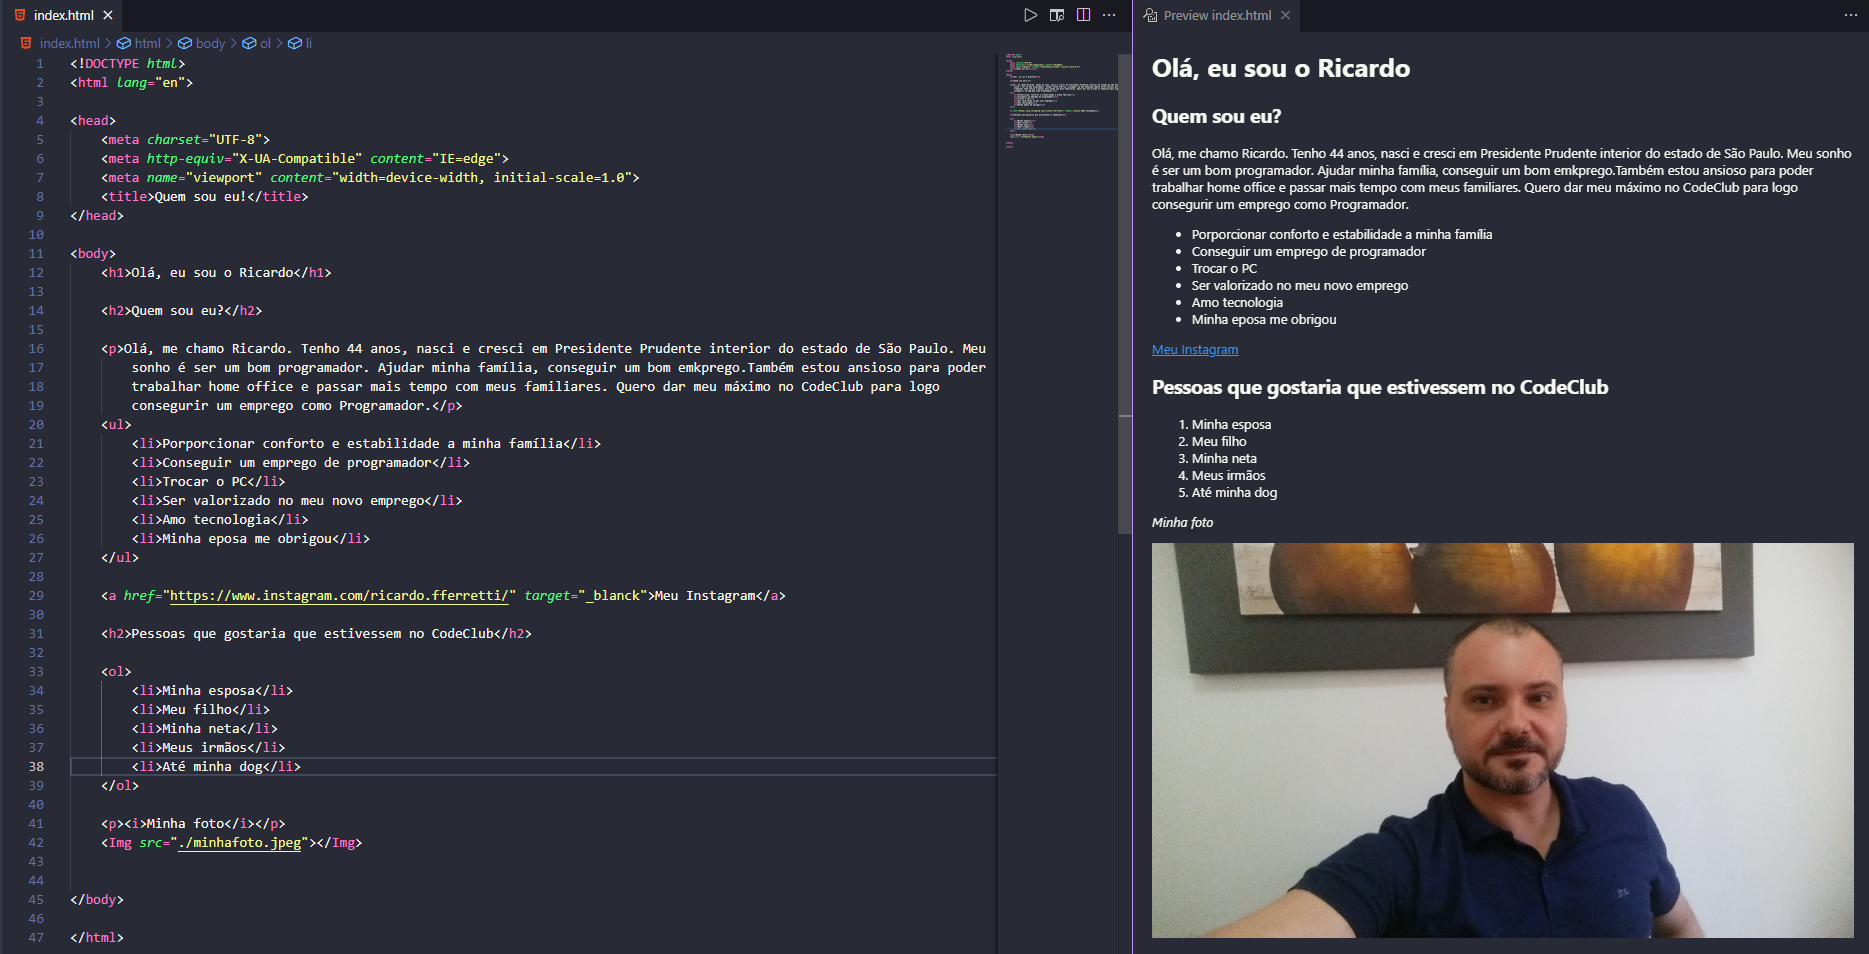 index.html
index.html > html > body > ol > li
1 <!DOCTYPE html>
2 <html lang="en">
3
4 <head>
5 <meta charset="UTF-8">
6 <meta http-equiv="X-UA-Compatible" content="IE=edge">
7 <meta name="viewport" content="width=device-width, initial-scale=1.0">
8 <title>Quem sou eu!</title>
9 </head>
10
11 <body>
12 <h1>Olá, eu sou o Ricardo</h1>
13
14 <h2>Quem sou eu?</h2>
15
16 <p>Olá, me chamo Ricardo. Tenho 44 anos, nasci e cresci em Presidente Prudente interior do estado de São Paulo. Meu
17 sonho é ser um bom programador. Ajudar minha família, conseguir um bom emkprego.Também estou ansioso para poder
18 trabalhar home office e passar mais tempo com meus familiares. Quero dar meu máximo no CodeClub para logo
19 consegurir um emprego como Programador.</p>
20 <ul>
21 <li>Porporcionar conforto e estabilidade a minha família</li>
22 <li>Conseguir um emprego de programador</li>
23 <li>Trocar o PC</li>
24 <li>Ser valorizado no meu novo emprego</li>
25 <li>Amo tecnologia</li>
26 <li>Minha eposa me obrigou</li>
27 </ul>
28
29 <a href="https://www.instagram.com/ricardo.fferretti/" target="_blanck">Meu Instagram</a>
30
31 <h2>Pessoas que gostaria que estivessem no CodeClub</h2>
32
33 <ol>
34 <li>Minha esposa</li>
35 <li>Meu filho</li>
36 <li>Minha neta</li>
37 <li>Meus irmãos</li>
38 <li>Até minha dog</li>
39 </ol>
40
41 <p><i>Minha foto</i></p>
42 <Img src="./minhafoto.jpeg"></Img>
43
44
45 </body>
46
47 </html>
Preview index.html
Olá, eu sou o Ricardo
Quem sou eu?
Olá, me chamo Ricardo. Tenho 44 anos, nasci e cresci em Presidente Prudente interior do estado de São Paulo. Meu sonho
é ser um bom programador. Ajudar minha família, conseguir um bom emkprego.Também estou ansioso para poder
trabalhar home office e passar mais tempo com meus familiares. Quero dar meu máximo no CodeClub para logo
consegurir um emprego como Programador.
• Porporcionar conforto e estabilidade a minha família
• Conseguir um emprego de programador
• Trocar o PC
• Ser valorizado no meu novo emprego
• Amo tecnologia
• Minha eposa me obrigou
Meu Instagram
Pessoas que gostaria que estivessem no CodeClub
1. Minha esposa
2. Meu filho
3. Minha neta
4. Meus irmãos
5. Até minha dog
Minha foto